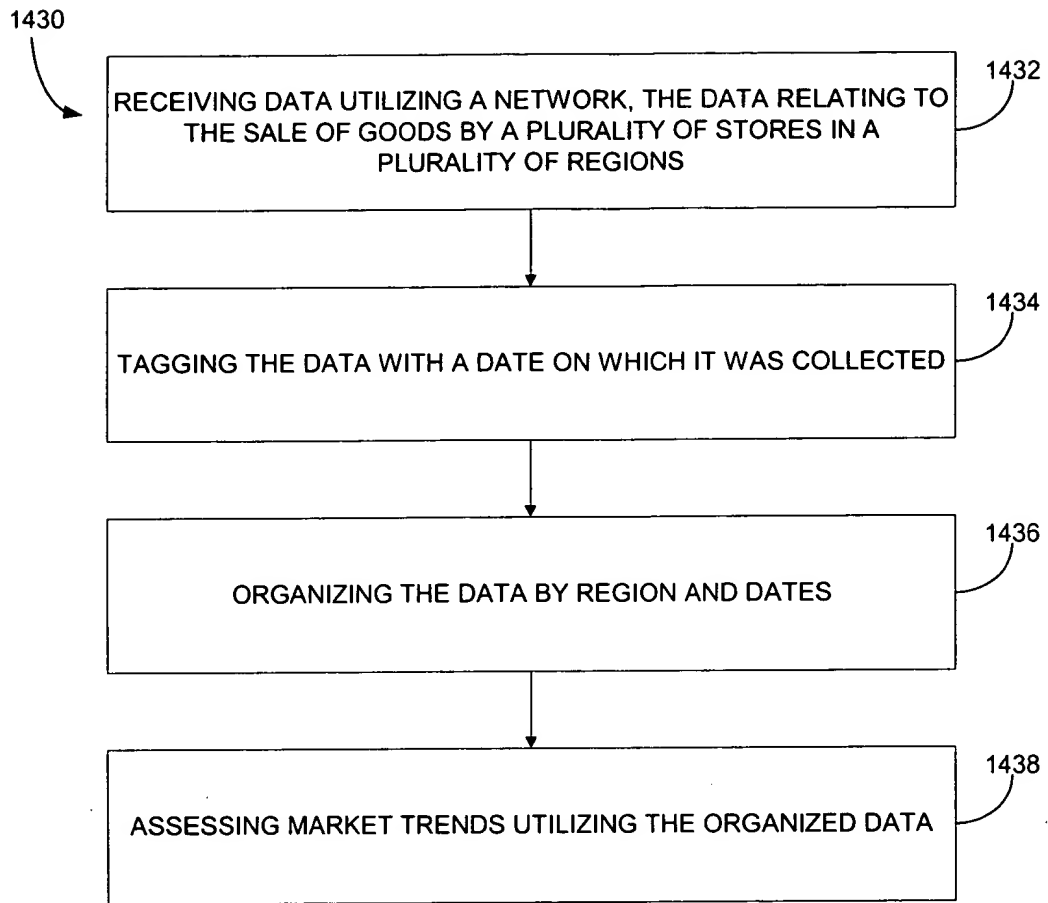 1430
1432
RECEIVING DATA UTILIZING A NETWORK, THE DATA RELATING TO
THE SALE OF GOODS BY A PLURALITY OF STORES IN A
PLURALITY OF REGIONS
1434
TAGGING THE DATA WITH A DATE ON WHICH IT WAS COLLECTED
1436
ORGANIZING THE DATA BY REGION AND DATES
1438
ASSESSING MARKET TRENDS UTILIZING THE ORGANIZED DATA